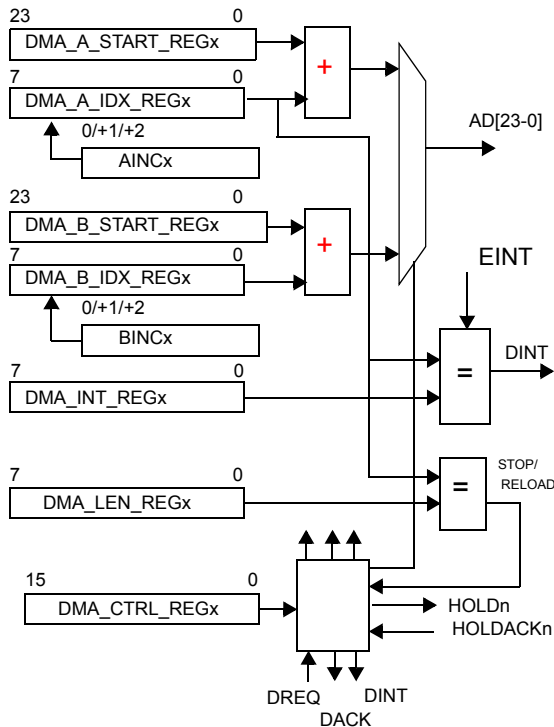 23 0
DMA_A_START_REGx
+
7 0
DMA_A_IDX_REGx
0/+1/+2
AINCx
AD[23-0]
23 0
DMA_B_START_REGx
+
7 0
DMA_B_IDX_REGx
0/+1/+2
BINCx
EINT
7 0
DMA_INT_REGx
=
DINT
7 0
DMA_LEN_REGx
=
STOP/
RELOAD
15 0
DMA_CTRL_REGx
HOLDn
HOLDACKn
DREQ DINT
DACK